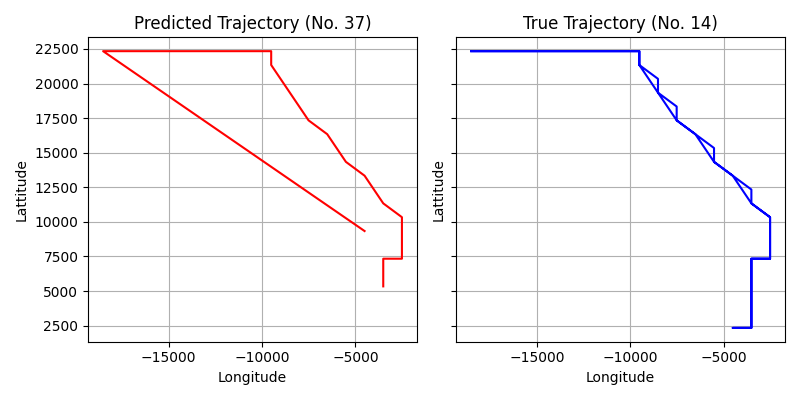 Predicted Trajectory (No. 37)
True Trajectory (No. 14)
22500
20000
17500
15000
12500
10000
7500
5000
2500
Lattitude
Lattitude
−15000
−10000
−5000
−15000
−10000
−5000
Longitude
Longitude